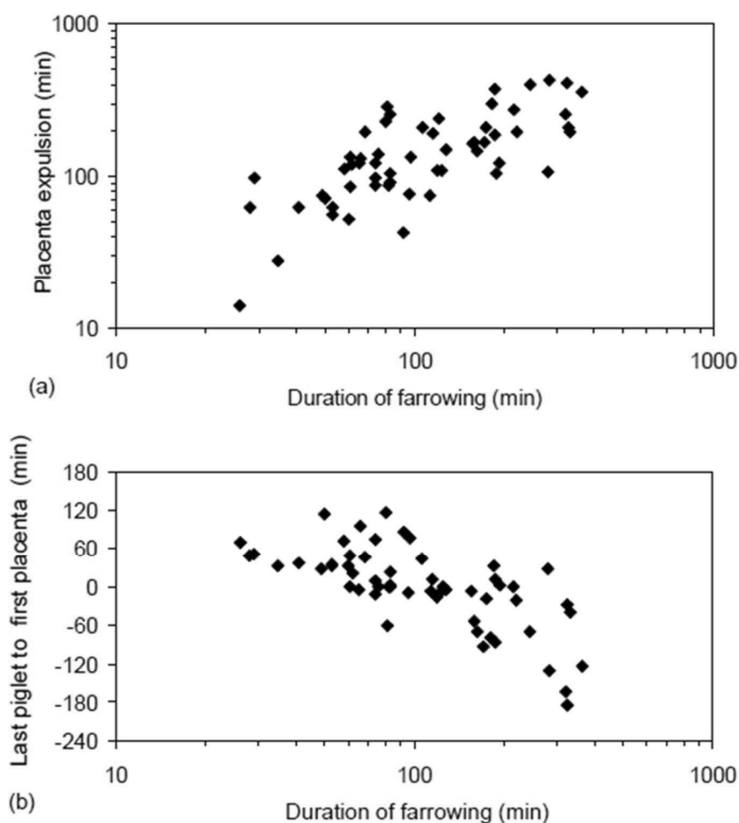 1000
100
10
Placenta expulsion (min)
10 100 1000
(a)
Duration of farrowing (min)
180
120
60
0
-60
-120
-180
-240
Last piglet to first placenta (min)
10 100 1000
(b)
Duration of farrowing (min)